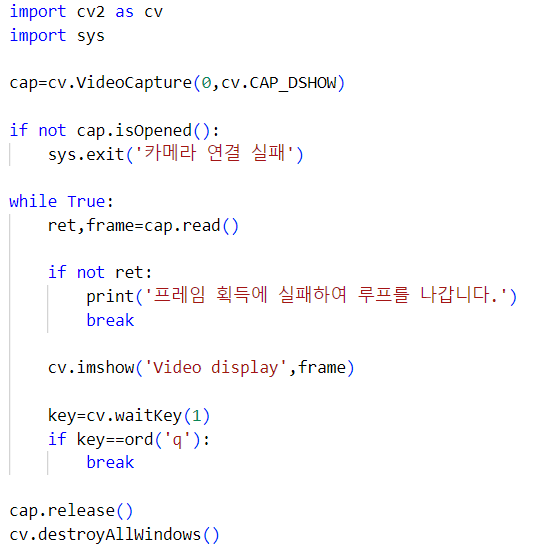 import cv2 as cv
import sys

cap=cv.VideoCapture(0,cv.CAP_DSHOW)

if not cap.isOpened():
    sys.exit('카메라 연결 실패')

while True:
    ret,frame=cap.read()

    if not ret:
        print('프레임 획득에 실패하여 루프를 나갑니다.')
        break

    cv.imshow('Video display',frame)

    key=cv.waitKey(1)
    if key==ord('q'):
        break

cap.release()
cv.destroyAllWindows()